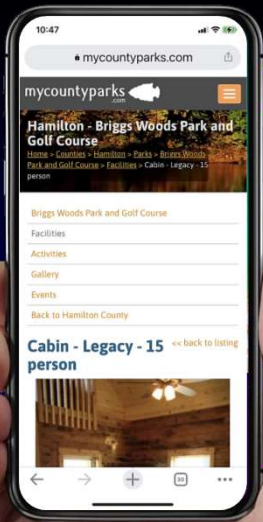 10:47
mycountyparks.com
mycountyparks
.com
Hamilton - Briggs Woods Park and
Golf Course
Home > Counties > Hamilton > Parks > Briggs Woods
Park and Golf Course > Facilities > Cabin - Legacy - 15
person
Briggs Woods Park and Golf Course
Facilities
Activities
Gallery
Events
Back to Hamilton County
Cabin - Legacy - 15
person
<< back to listing